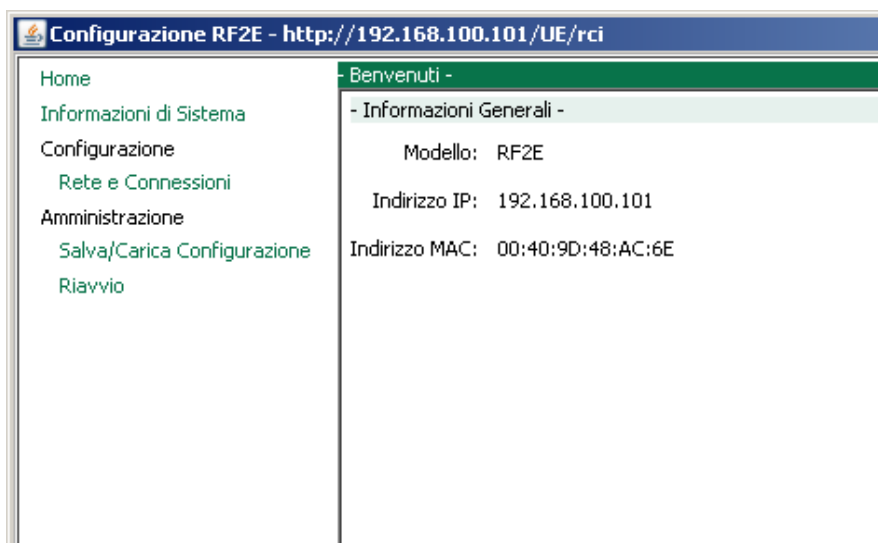 Configurazione RF2E - http://192.168.100.101/UE/rci
Home
Informazioni di Sistema
Configurazione
Rete e Connessioni
Amministrazione
Salva/Carica Configurazione
Riavvio
- Benvenuti -
- Informazioni Generali -
Modello: RF2E
Indirizzo IP: 192.168.100.101
Indirizzo MAC: 00:40:9D:48:AC:6E